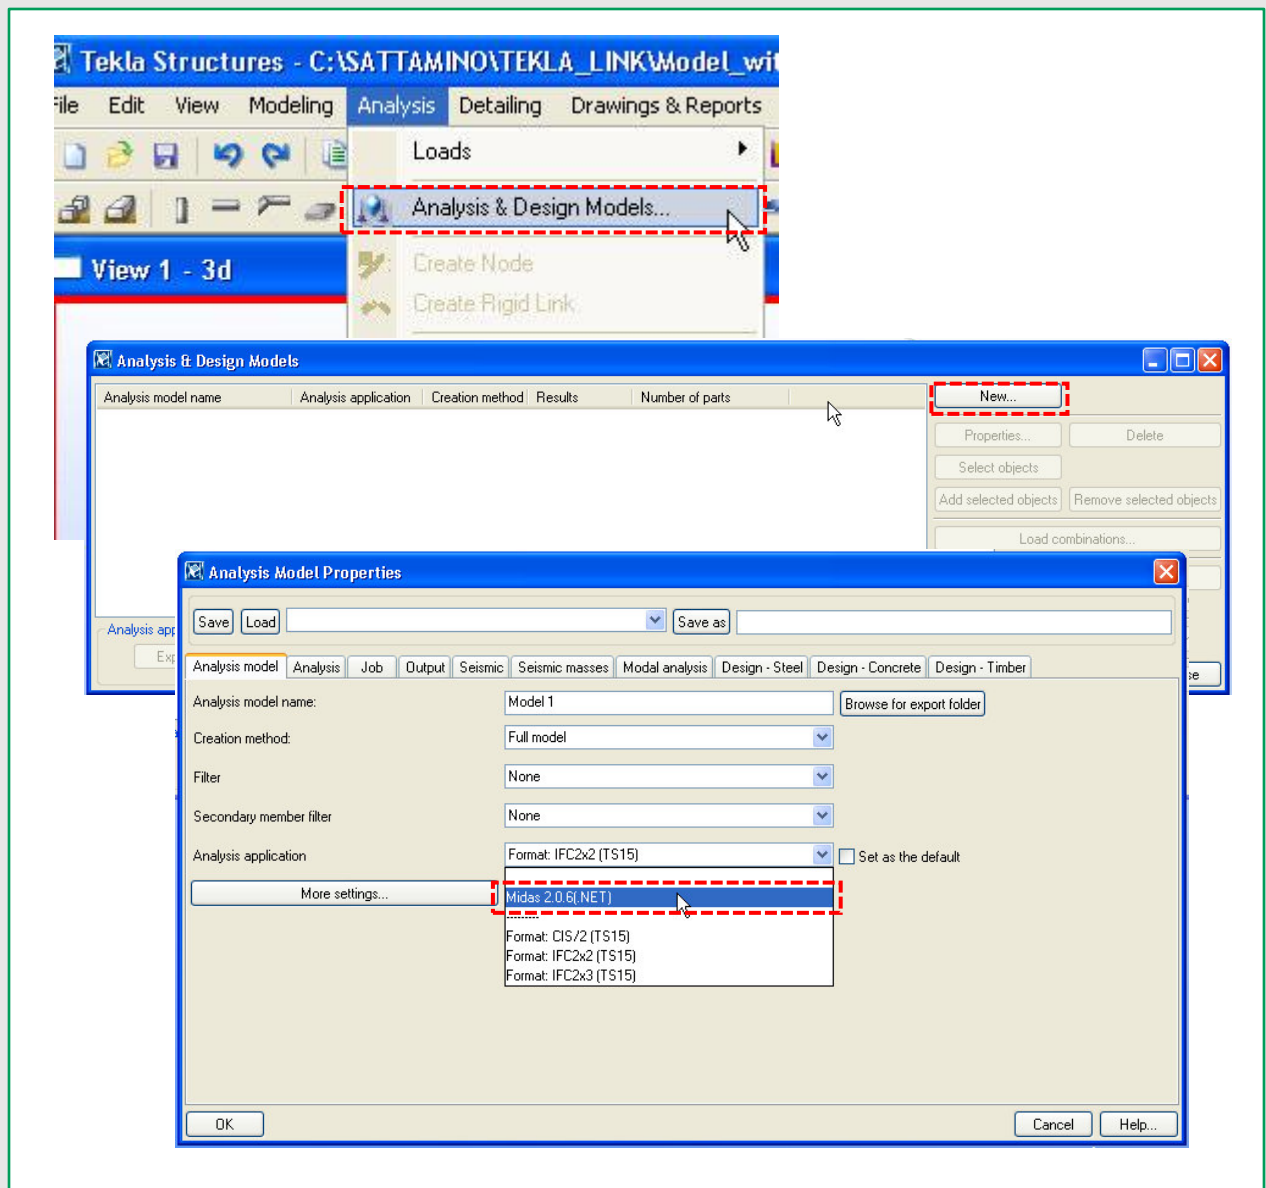 Tekla Structures - C:\SATTAMINO\TEKLA_LINK\Model_wit
File Edit View Modeling Analysis Detailing Drawings & Reports
Loads
Analysis & Design Models...
View 1 - 3d
Create Node
Create Rigid Link
Analysis & Design Models
Analysis model name Analysis application Creation method Results Number of parts
New...
Properties... Delete
Select objects
Add selected objects Remove selected objects
Load combinations...
Analysis Model Properties
Save Load Save as
Analysis app
Exp
Analysis model Analysis Job Output Seismic Seismic masses Modal analysis Design - Steel Design - Concrete Design - Timber
se
Analysis model name: Model 1 Browse for export folder
Creation method: Full model
Filter None
Secondary member filter None
Analysis application Format: IFC2x2 (TS15) Set as the default
More settings...
Midas 2.0.6(.NET)
---------
Format: CIS/2 (TS15)
Format: IFC2x2 (TS15)
Format: IFC2x3 (TS15)
OK Cancel Help...